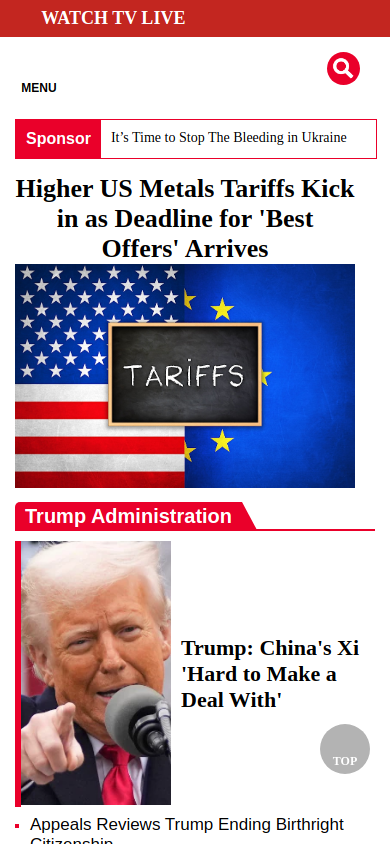 WATCH TV LIVE
MENU
Sponsor
It’s Time to Stop The Bleeding in Ukraine
Higher US Metals Tariffs Kick
in as Deadline for 'Best
Offers' Arrives
TARiFFS
Trump Administration
Trump: China's Xi
'Hard to Make a
Deal With'
TOP
Appeals Reviews Trump Ending Birthright
Citizenship